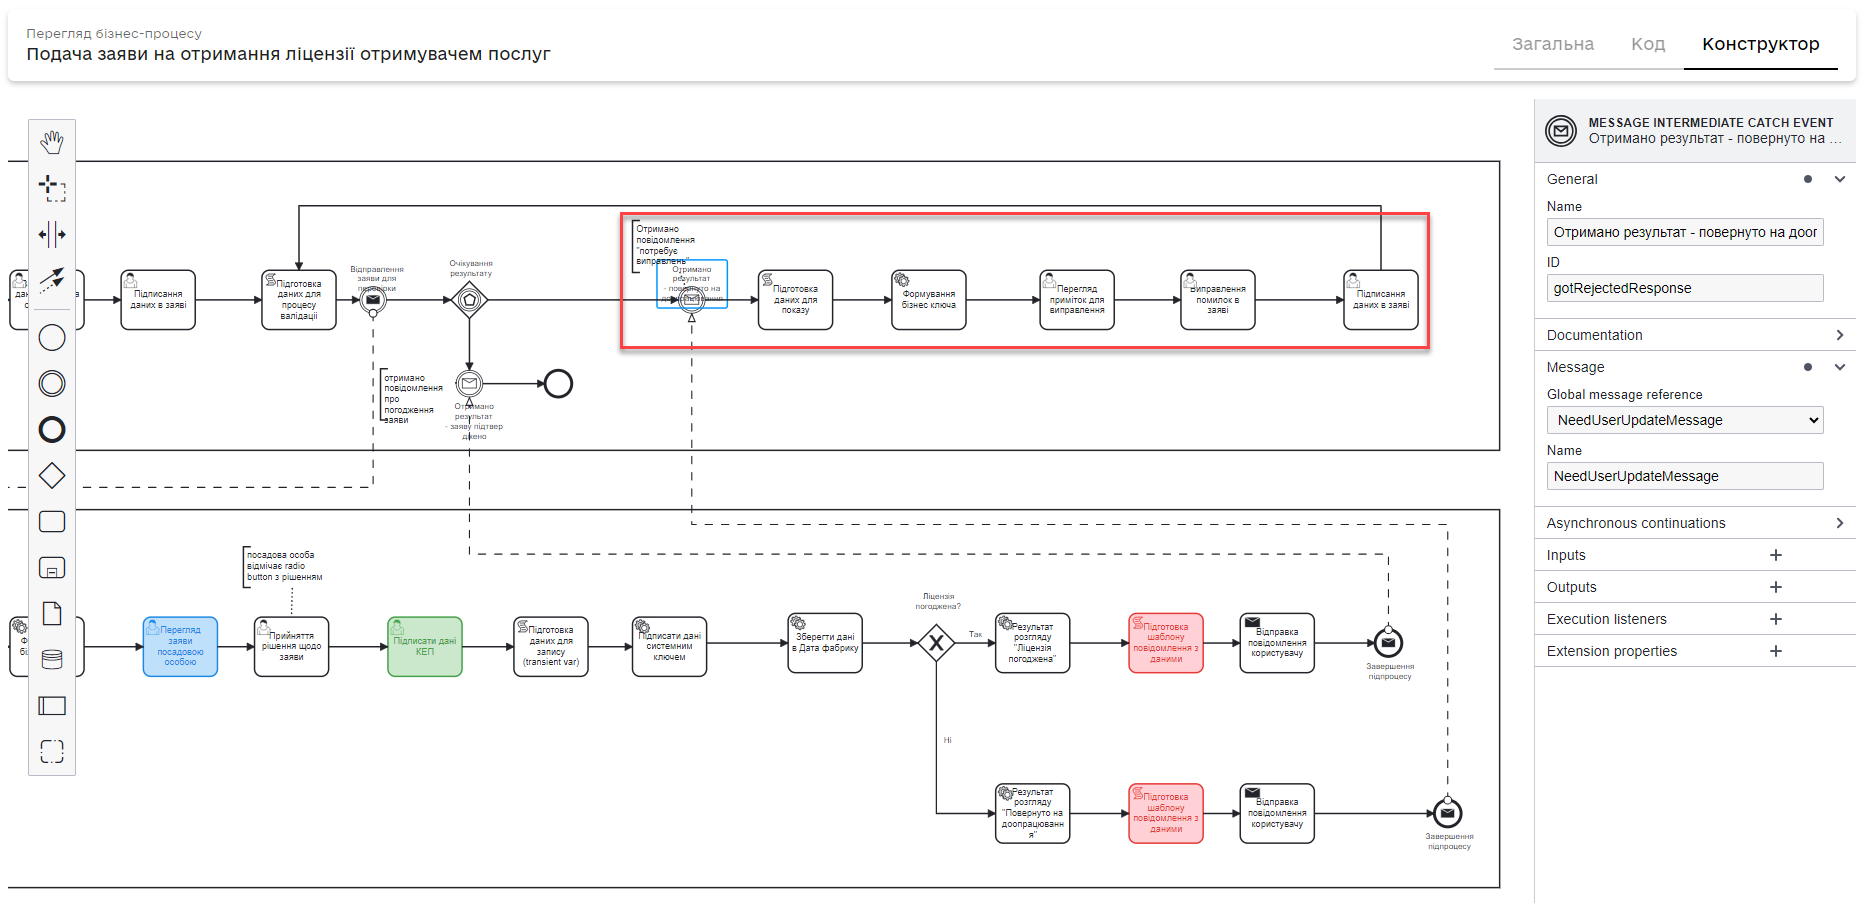 Перегляд бізнес-процесу
Подача заяви на отримання ліцензії отримувачем послуг
Загальна
Код
Конструктор
Підписання
даних в заяві
Підготовка
даних для
процесу
валідації
Відправлення
заяви для
перевірки
Очікування
результату
Отримано
повідомлення
"потребує
виправлень"
Отримано
результат
- повернуто на
доопрацювання
Підготовка
даних для
показу
Формування
бізнес ключа
Перегляд
приміток для
виправлення
Виправлення
помилок в
заяві
Підписання
даних в заяві
отримано
повідомлення
про
погодження
заяви
Отримано
результат
- заяву підтвер
джено
посадова особа
відмічає radio
button з рішенням
Перегляд
заяви
посадовою
особою
Прийняття
рішення щодо
заяви
Підписати дані
КЕП
Підготовка
даних для
запису
(transient var)
Підписати дані
системним
ключем
Зберегти дані
в Дата фабрику
Ліцензія
погоджена?
Так
Ні
Результат
розгляду
"Ліцензія
погоджена"
Підготовка
шаблону
повідомлення з
даними
Відправка
повідомлення
користувачу
Завершення
підпроцесу
Результат
розгляду
"Повернуто на
доопрацюванн
я"
Підготовка
шаблону
повідомлення з
даними
Відправка
повідомлення
користувачу
Завершення
підпроцесу
MESSAGE INTERMEDIATE CATCH EVENT
Отримано результат - повернуто на ...
General
Name
Отримано результат - повернуто на доог
ID
gotRejectedResponse
Documentation
Message
Global message reference
NeedUserUpdateMessage
Name
NeedUserUpdateMessage
Asynchronous continuations
Inputs
Outputs
Execution listeners
Extension properties